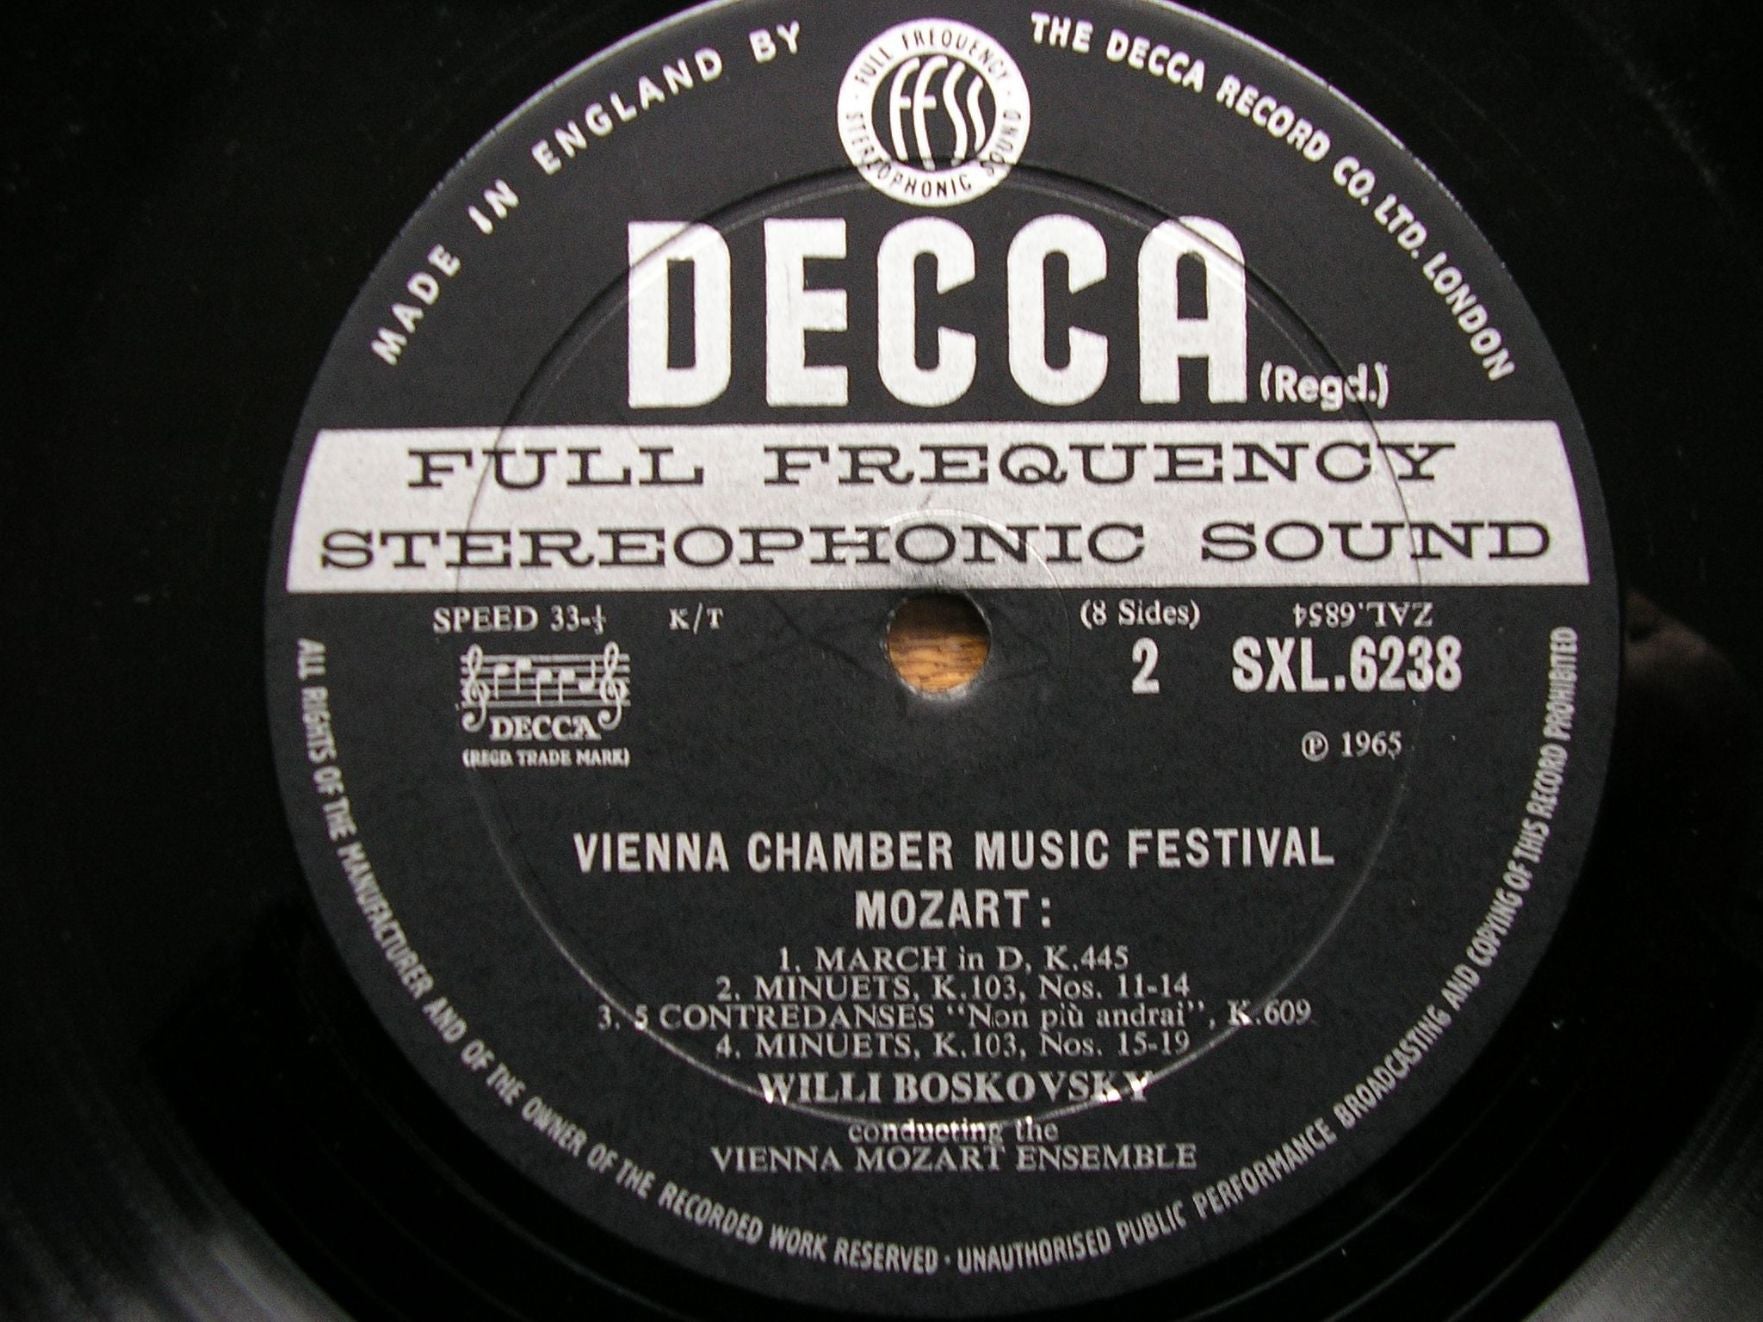 MADE IN ENGLAND BY
THE DECCA RECORD CO. LTD. LONDON
FULL FREQUENCY
ffss
STEREOPHONIC SOUND
DECCA (Regd.)
FULL FREQUENCY
STEREOPHONIC SOUND
SPEED 33-⅓ K/T (8 Sides) ZAL.6854
2 SXL.6238
DECCA
(REGD. TRADE MARK)
℗ 1965
VIENNA CHAMBER MUSIC FESTIVAL
MOZART:
1. MARCH in D, K.445
2. MINUETS, K.103, Nos. 11-14
3. 5 CONTREDANSES "Non più andrai", K.609
4. MINUETS, K.103, Nos. 15-19
WILLI BOSKOVSKY
conducting the
VIENNA MOZART ENSEMBLE
ALL RIGHTS OF THE MANUFACTURER AND OF THE OWNER OF THE RECORDED WORK RESERVED · UNAUTHORISED PUBLIC PERFORMANCE BROADCASTING AND COPYING OF THIS RECORD PROHIBITED